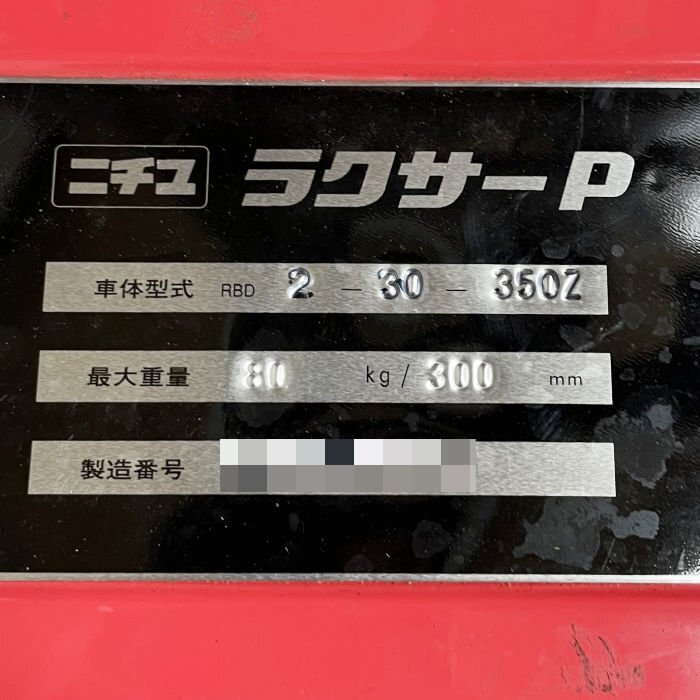 ニチユ ラクサーP
車体型式 RBD 2 - 30 - 350Z
最大重量 80 kg / 300 mm
製造番号